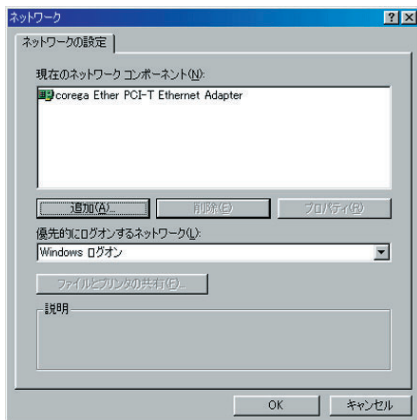 ネットワーク
ネットワークの設定
現在のネットワーク コンポーネント(N):
corega Ether PCI-T Ethernet Adapter
追加(A)... 削除(E) プロパティ(R)
優先的にログオンするネットワーク(L):
Windows ログオン
ファイルとプリンタの共有(F)...
説明
OK キャンセル